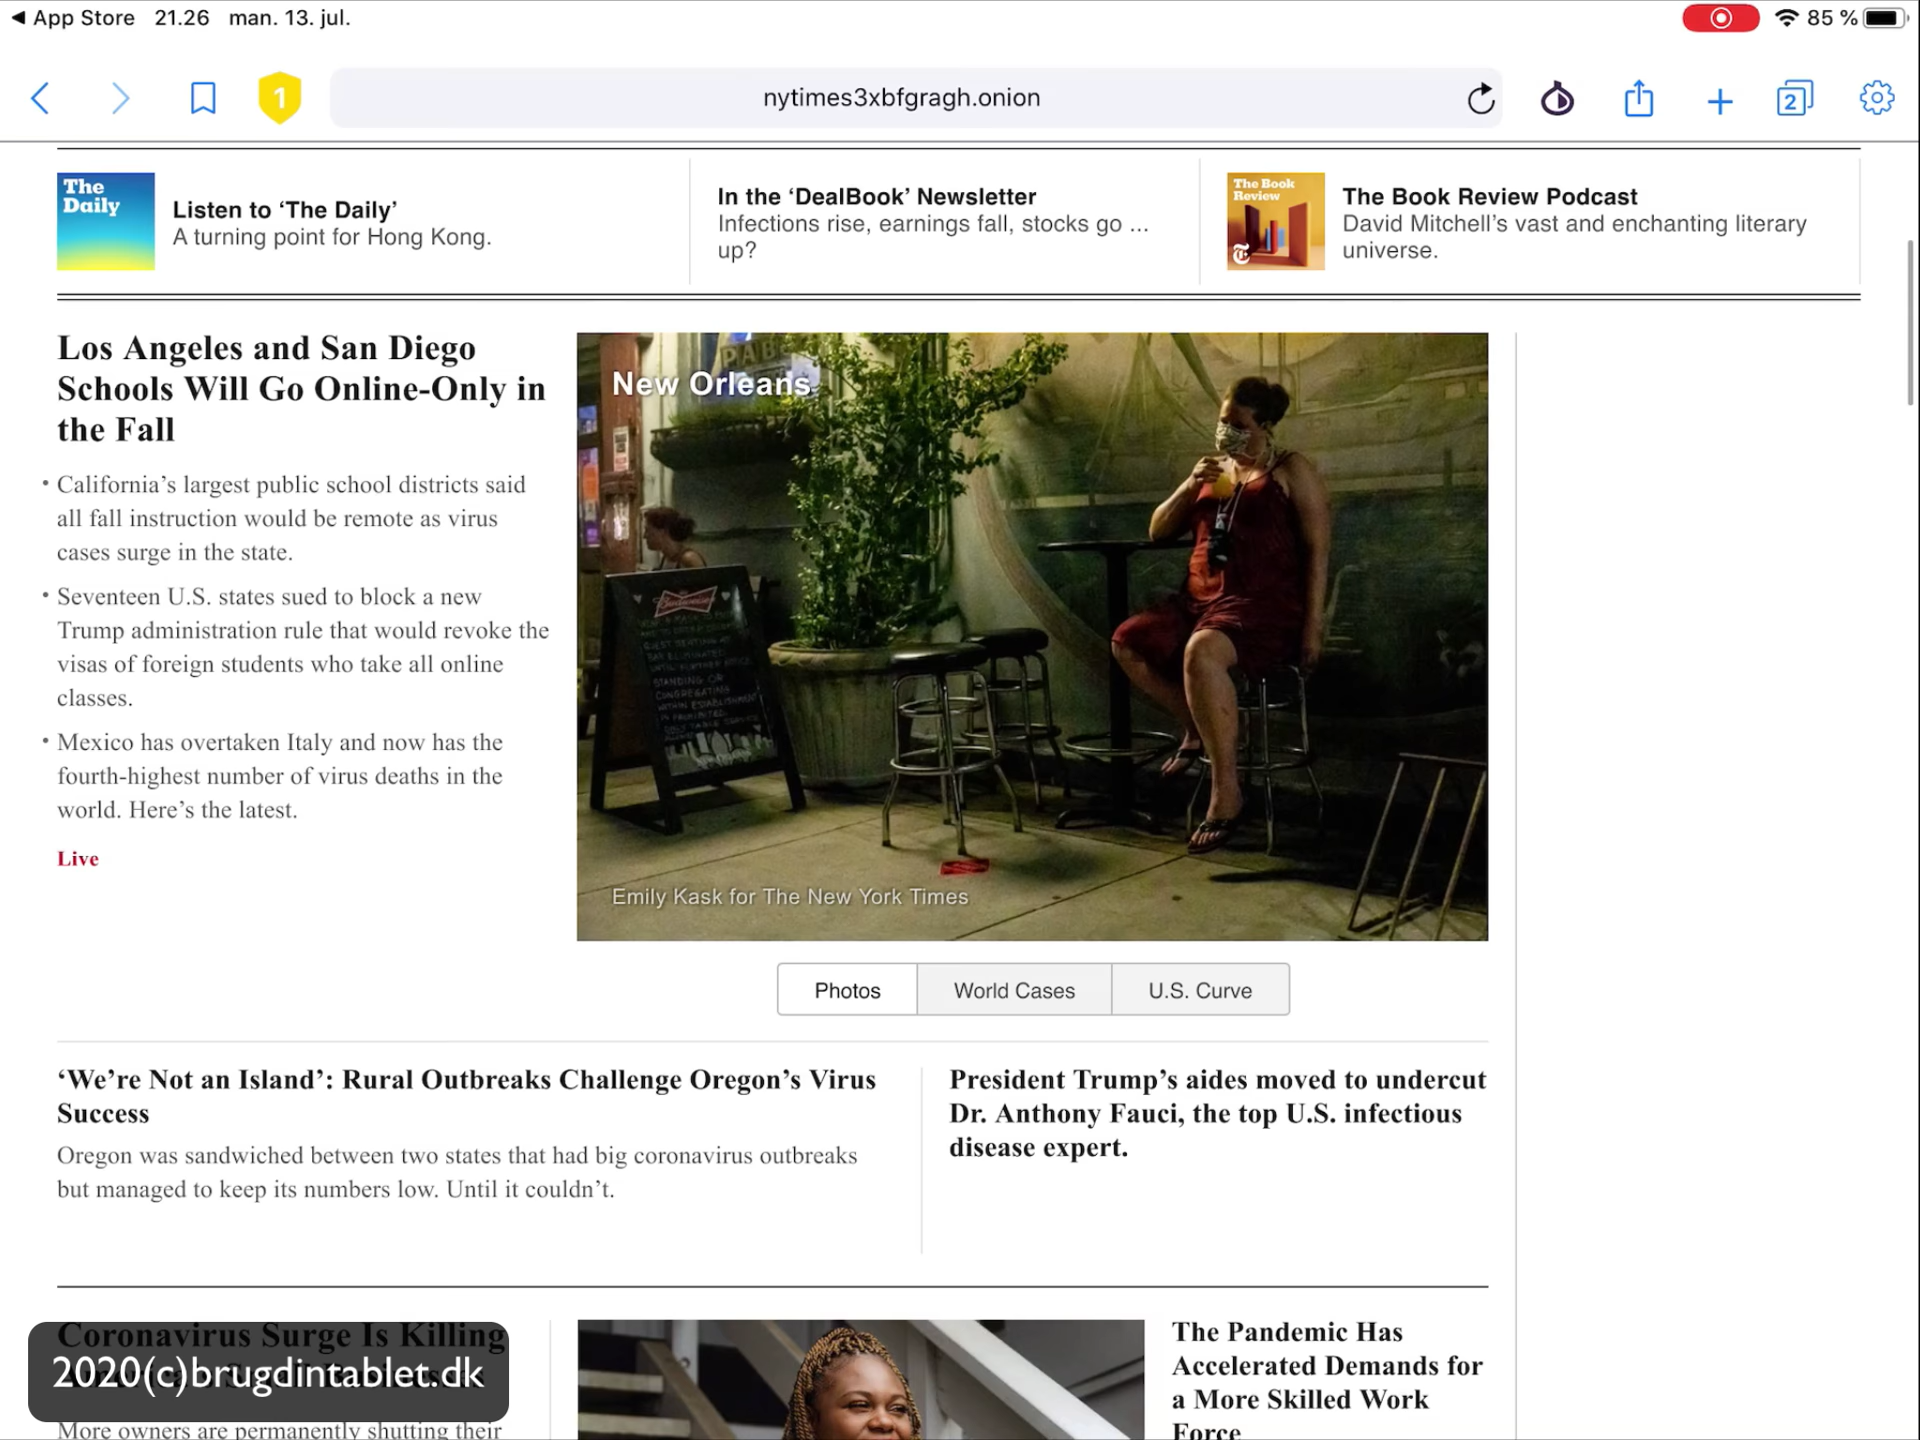 App Store 21.26 man. 13. jul. 85 %
1 nytimes3xbfgragh.onion 2
The Daily
Listen to ‘The Daily’
A turning point for Hong Kong.
In the ‘DealBook’ Newsletter
Infections rise, earnings fall, stocks go ...
up?
The Book
Review
The Book Review Podcast
David Mitchell’s vast and enchanting literary
universe.
Los Angeles and San Diego
Schools Will Go Online-Only in
the Fall
• California’s largest public school districts said
all fall instruction would be remote as virus
cases surge in the state.
• Seventeen U.S. states sued to block a new
Trump administration rule that would revoke the
visas of foreign students who take all online
classes.
• Mexico has overtaken Italy and now has the
fourth-highest number of virus deaths in the
world. Here’s the latest.
Live
New Orleans
Budweiser
STANDING OR
CONGREGATING
WITHIN ESTABLISHMENT
IS PROHIBITED
Emily Kask for The New York Times
Photos World Cases U.S. Curve
‘We’re Not an Island’: Rural Outbreaks Challenge Oregon’s Virus
Success
Oregon was sandwiched between two states that had big coronavirus outbreaks
but managed to keep its numbers low. Until it couldn’t.
President Trump’s aides moved to undercut
Dr. Anthony Fauci, the top U.S. infectious
disease expert.
Coronavirus Surge Is Killing
2020(c)brugdintablet.dk
More owners are permanently shutting their
The Pandemic Has
Accelerated Demands for
a More Skilled Work
Force